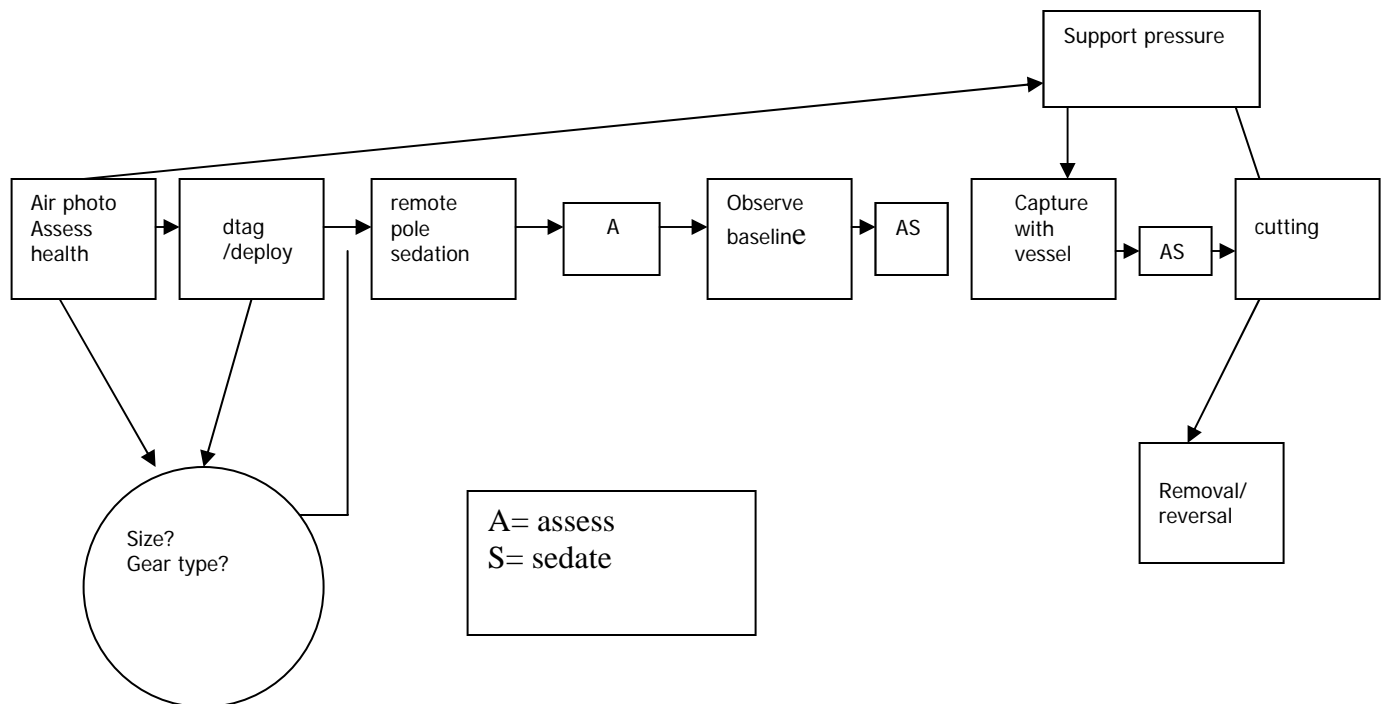 Support pressure
Air photo
Assess
health
dtag
/deploy
remote
pole
sedation
A
Observe
baseline
AS
Capture
with
vessel
AS
cutting
Size?
Gear type?
A= assess
S= sedate
Removal/
reversal